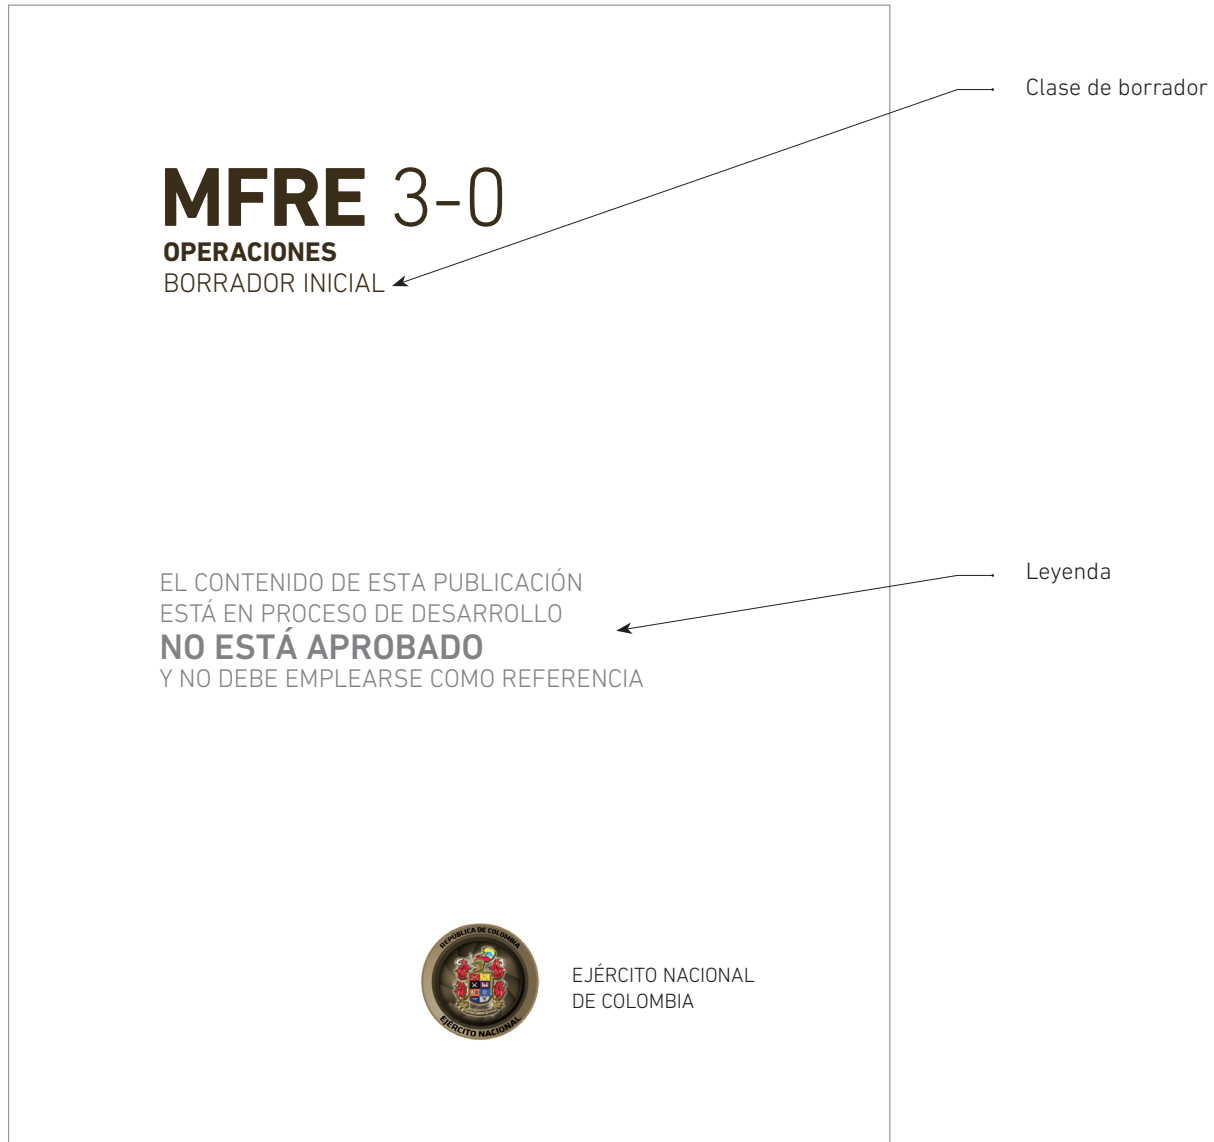 Clase de borrador
MFRE 3-0
OPERACIONES
BORRADOR INICIAL
EL CONTENIDO DE ESTA PUBLICACIÓN
ESTÁ EN PROCESO DE DESARROLLO
NO ESTÁ APROBADO
Y NO DEBE EMPLEARSE COMO REFERENCIA
Leyenda
REPÚBLICA DE COLOMBIA
EJÉRCITO NACIONAL
EJÉRCITO NACIONAL
DE COLOMBIA